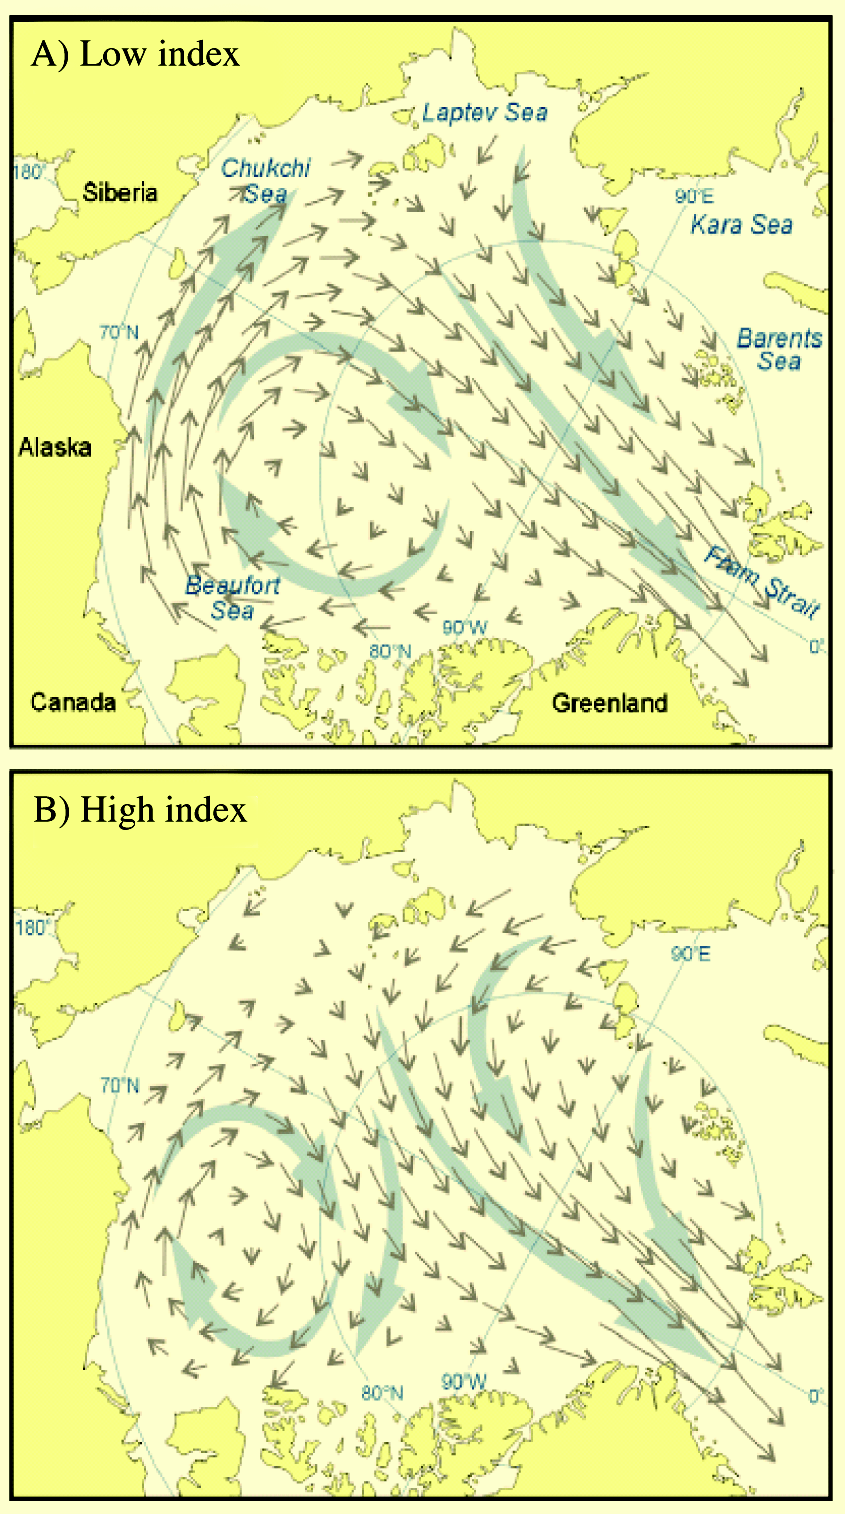 A) Low index
Laptev Sea
Chukchi
Sea
180°
Siberia
90°E
Kara Sea
70°N
Barents
Sea
Alaska
Fram Strait
Beaufort
Sea
90°W
80°N
0°
Canada
Greenland
B) High index
180°
90°E
70°N
80°N
90°W
0°